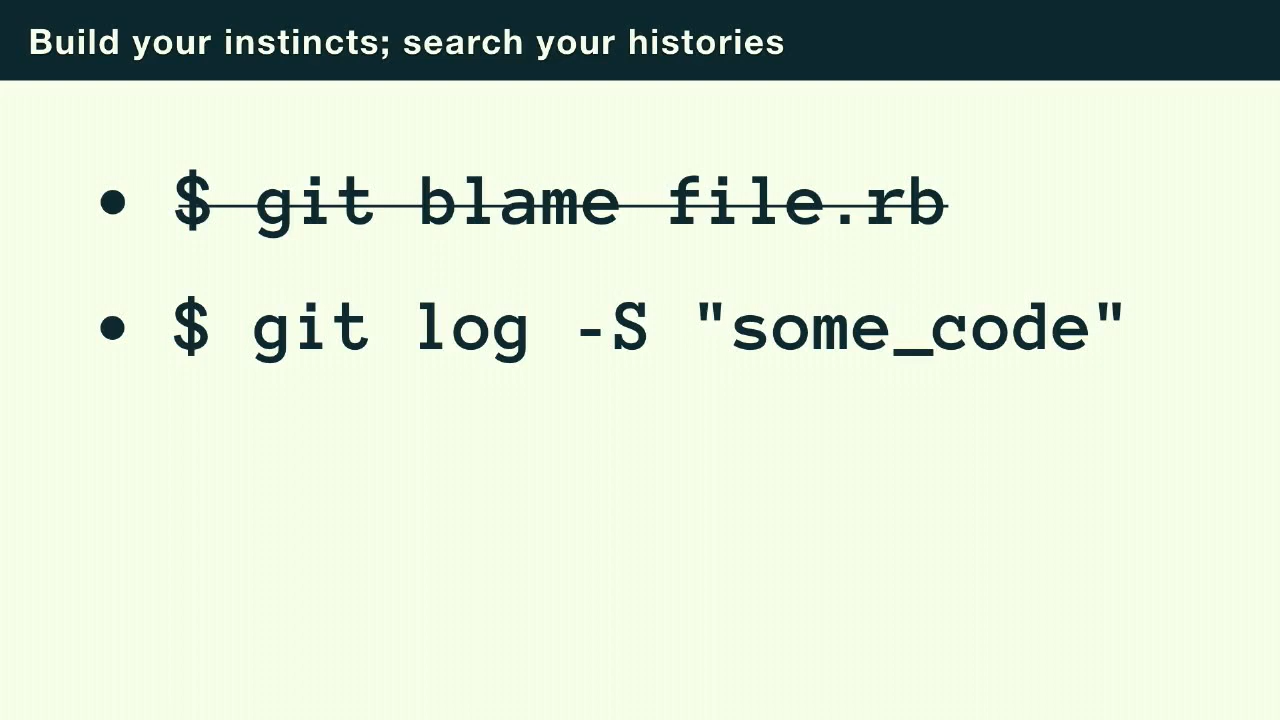 Build your instincts; search your histories
• $ git blame file.rb
• $ git log -S "some_code"